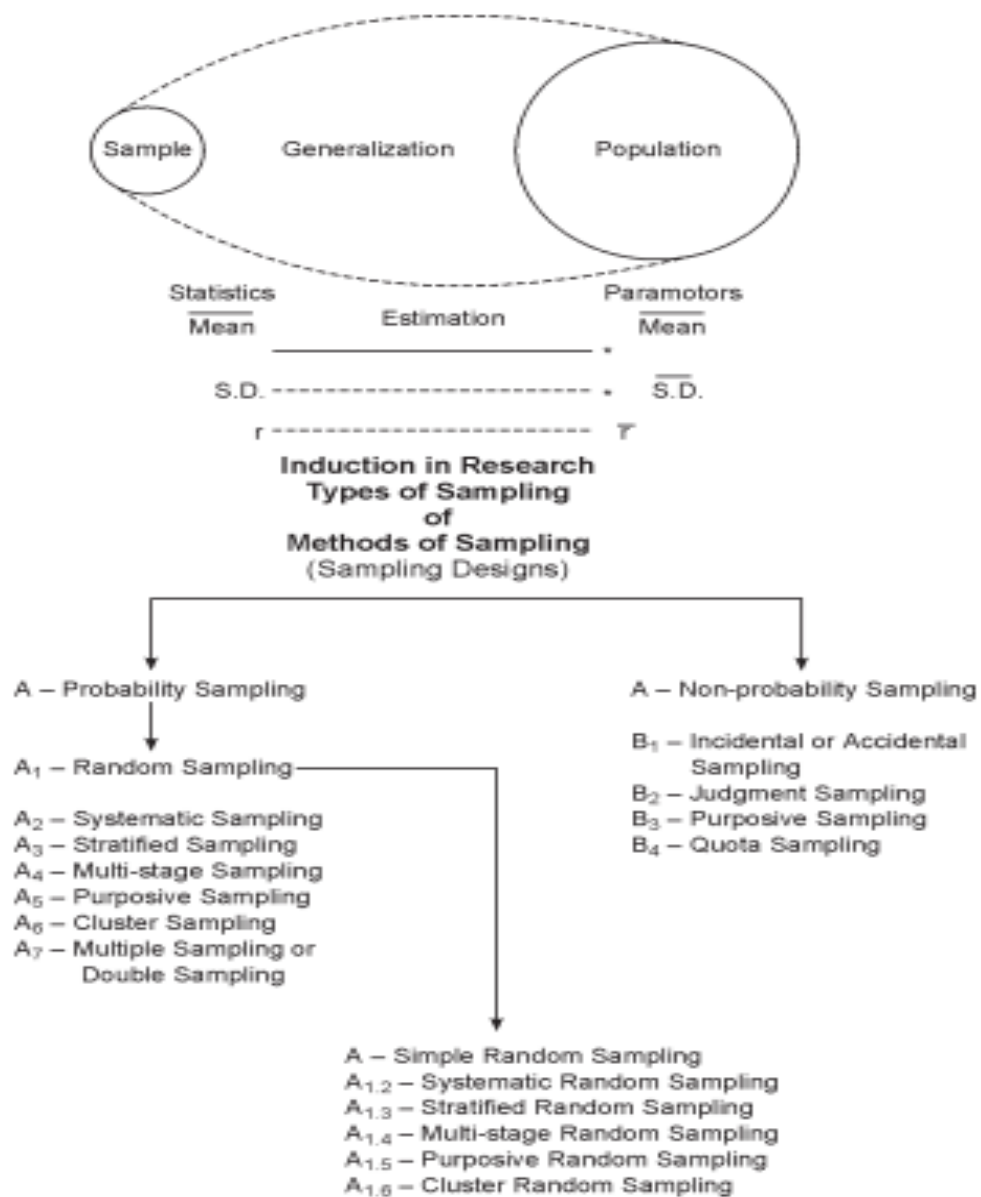 Sample Generalization Population
Statistics Paramotors
Mean Estimation Mean
*
S.D. * S.D.
r r
Induction in Research
Types of Sampling
of
Methods of Sampling
(Sampling Designs)
A – Probability Sampling
A – Non-probability Sampling
A₁ – Random Sampling
A₂ – Systematic Sampling
A₃ – Stratified Sampling
A₄ – Multi-stage Sampling
A₅ – Purposive Sampling
A₆ – Cluster Sampling
A₇ – Multiple Sampling or
Double Sampling
B₁ – Incidental or Accidental
Sampling
B₂ – Judgment Sampling
B₃ – Purposive Sampling
B₄ – Quota Sampling
A – Simple Random Sampling
A₁.₂ – Systematic Random Sampling
A₁.₃ – Stratified Random Sampling
A₁.₄ – Multi-stage Random Sampling
A₁.₅ – Purposive Random Sampling
A₁.₆ – Cluster Random Sampling